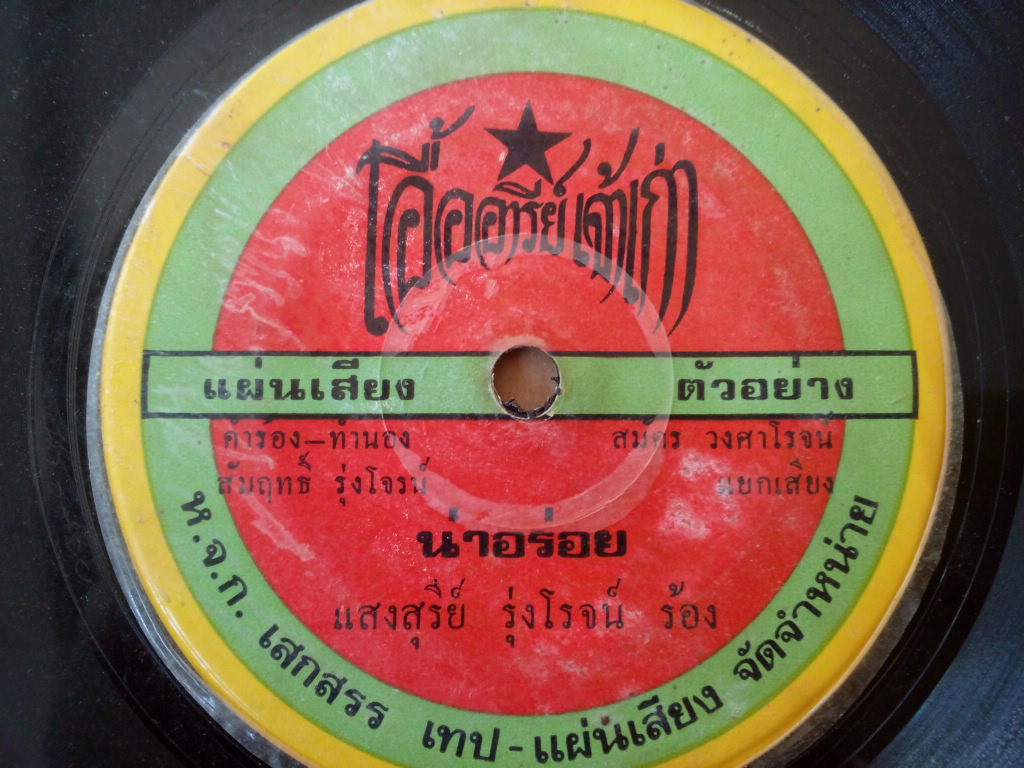 โอื้อออารีย์เต้เก่า
แผ่นเสียง ตัวอย่าง
คำร้อง–ทำนอง สมัคร วงศาโรจน์
สัมฤทธิ์ รุ่งโจรน์ แยกเสียง
น่าอร่อย
แสงสุรีย์ รุ่งโรจน์ ร้อง
ห.จ.ก. เสกสรร เทป-แผ่นเสียง จัดจำหน่าย